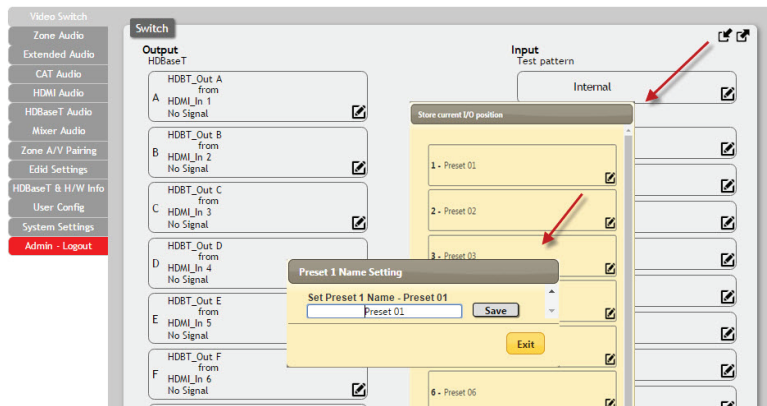 Video Switch
Zone Audio
Extended Audio
CAT Audio
HDMI Audio
HDBaseT Audio
Mixer Audio
Zone A/V Pairing
Edid Settings
HDBaseT & H/W Info
User Config
System Settings
Admin - Logout
Switch
Output
HDBaseT
HDBT_Out A
from
A HDMI_In 1
No Signal
HDBT_Out B
from
B HDMI_In 2
No Signal
HDBT_Out C
from
C HDMI_In 3
No Signal
HDBT_Out D
from
D HDMI_In 4
No Signal
HDBT_Out E
from
E HDMI_In 5
No Signal
HDBT_Out F
from
F HDMI_In 6
No Signal
Input
Test pattern
Internal
Store current I/O position
1 - Preset 01
2 - Preset 02
3 - Preset 03
6 - Preset 06
Preset 1 Name Setting
Set Preset 1 Name - Preset 01
Preset 01 Save
Exit